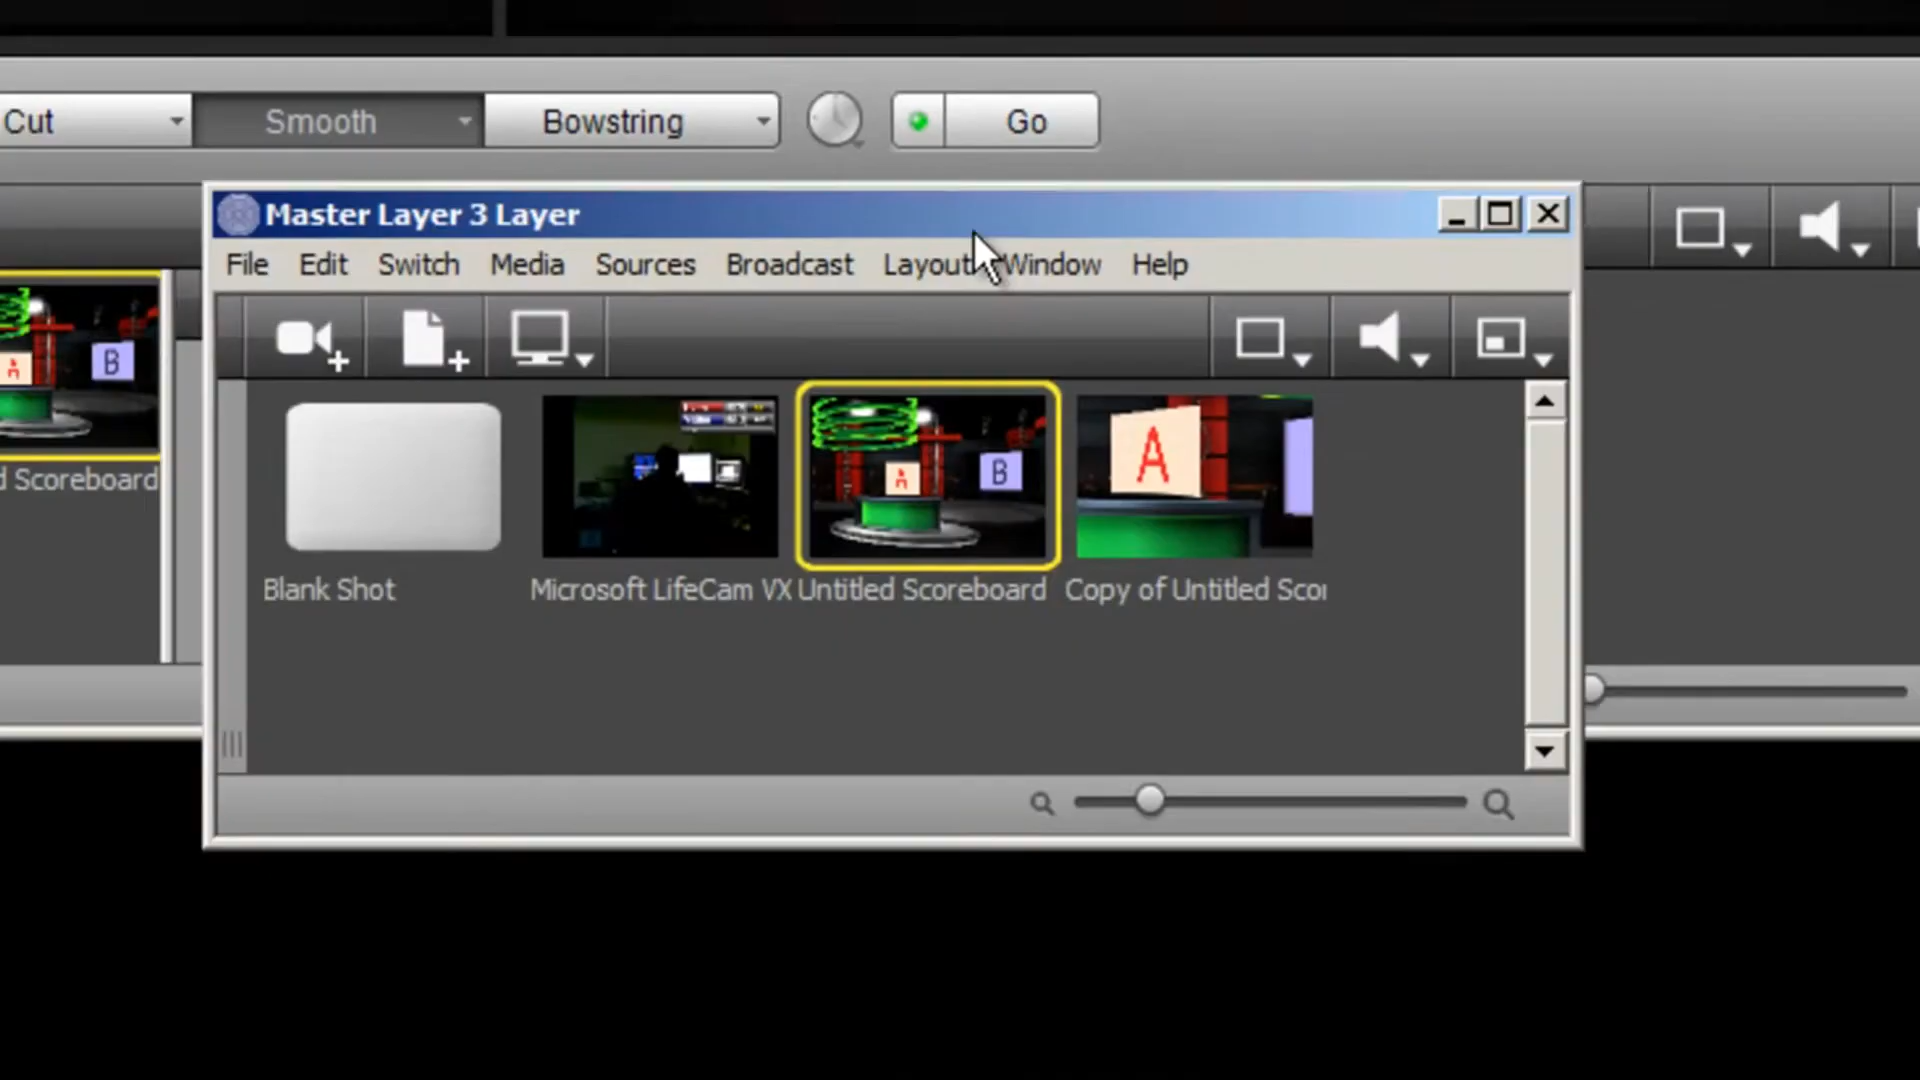 Cut
Smooth
Bowstring
Go
Master Layer 3 Layer
File Edit Switch Media Sources Broadcast Layout Window Help
A
B
A
B
A
d Scoreboard
Blank Shot
Microsoft LifeCam VX
Untitled Scoreboard
Copy of Untitled Scor